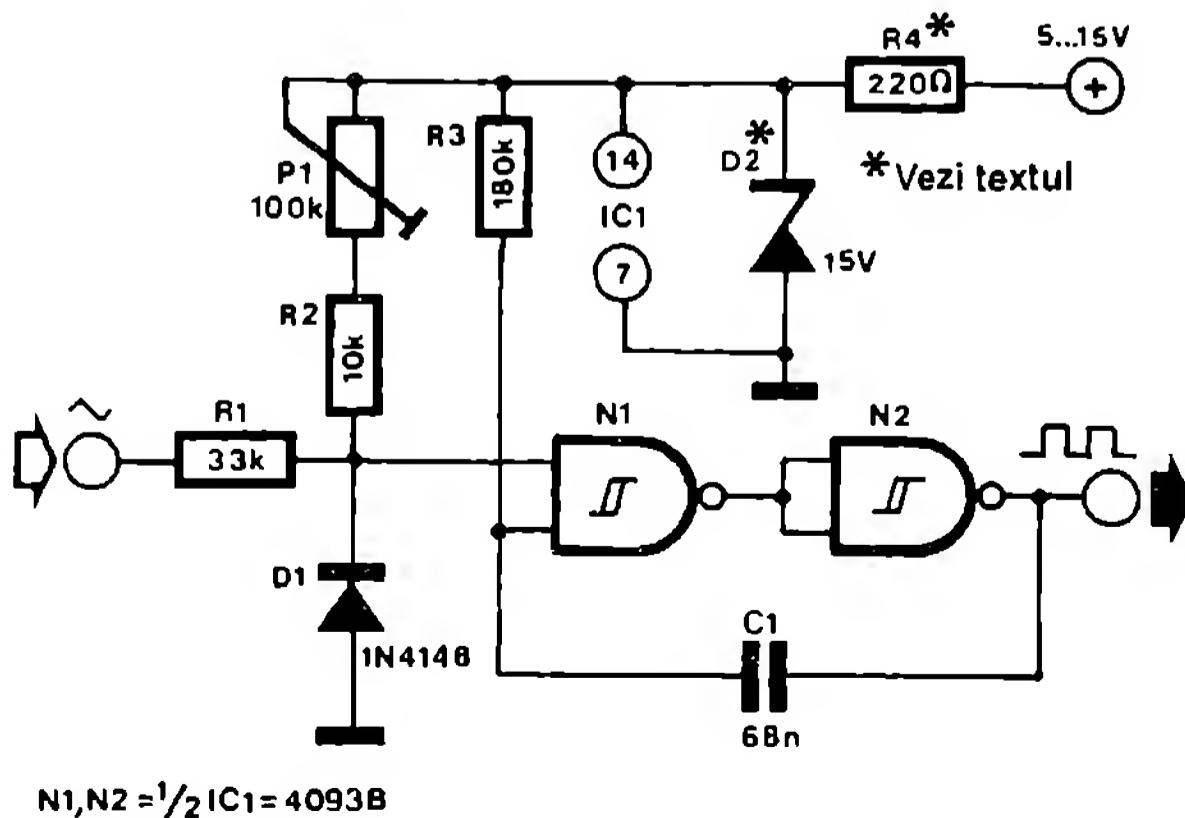 R4*
5...15V
220Ω
+
R3
180k
14
D2*
*Vezi textul
P1
100k
IC1
7
15V
R2
10k
R1
33k
N1
N2
D1
1N4148
C1
68n
N1,N2 = 1/2 IC1 = 4093B